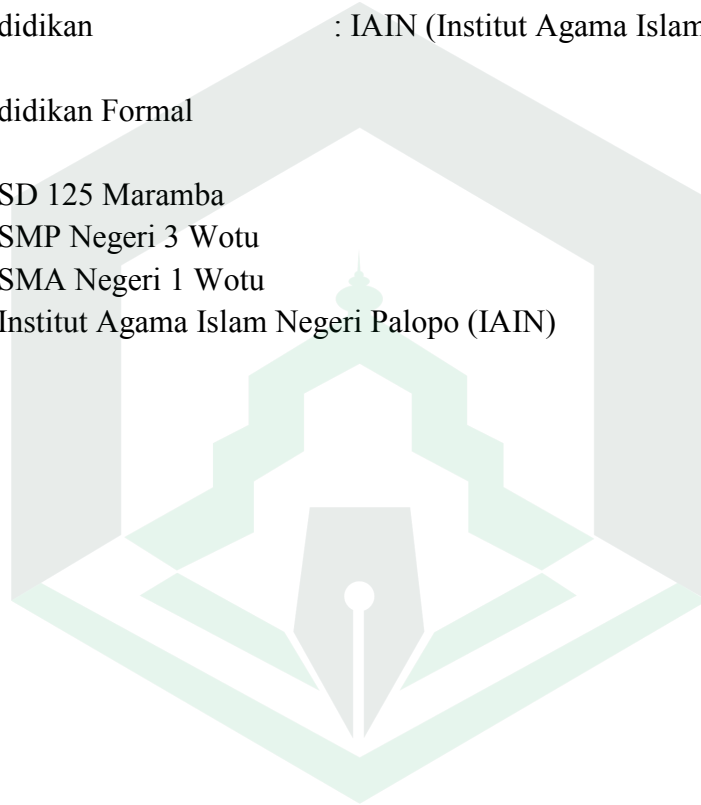 didikan : IAIN (Institut Agama Islam
didikan Formal
SD 125 Maramba
SMP Negeri 3 Wotu
SMA Negeri 1 Wotu
Institut Agama Islam Negeri Palopo (IAIN)